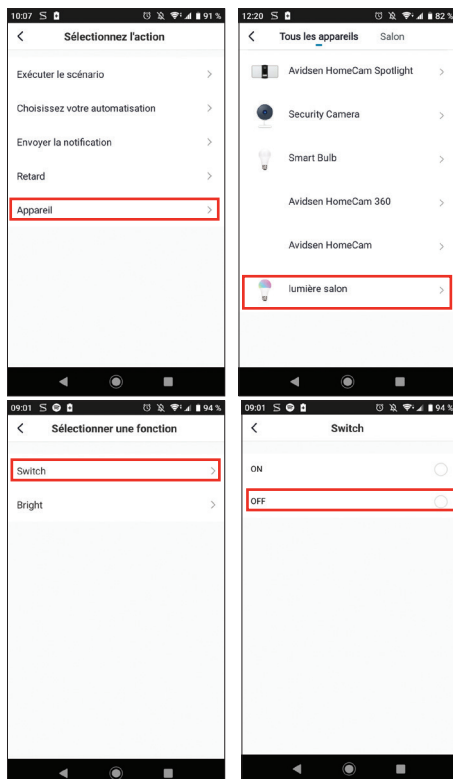 10:07 91 %
Sélectionnez l'action
Exécuter le scénario
Choisissez votre automatisation
Envoyer la notification
Retard
Appareil
12:20 82 %
Tous les appareils Salon
Avidsen HomeCam Spotlight
Security Camera
Smart Bulb
Avidsen HomeCam 360
Avidsen HomeCam
lumière salon
09:01 94 %
Sélectionner une fonction
Switch
Bright
09:01 94 %
Switch
ON
OFF